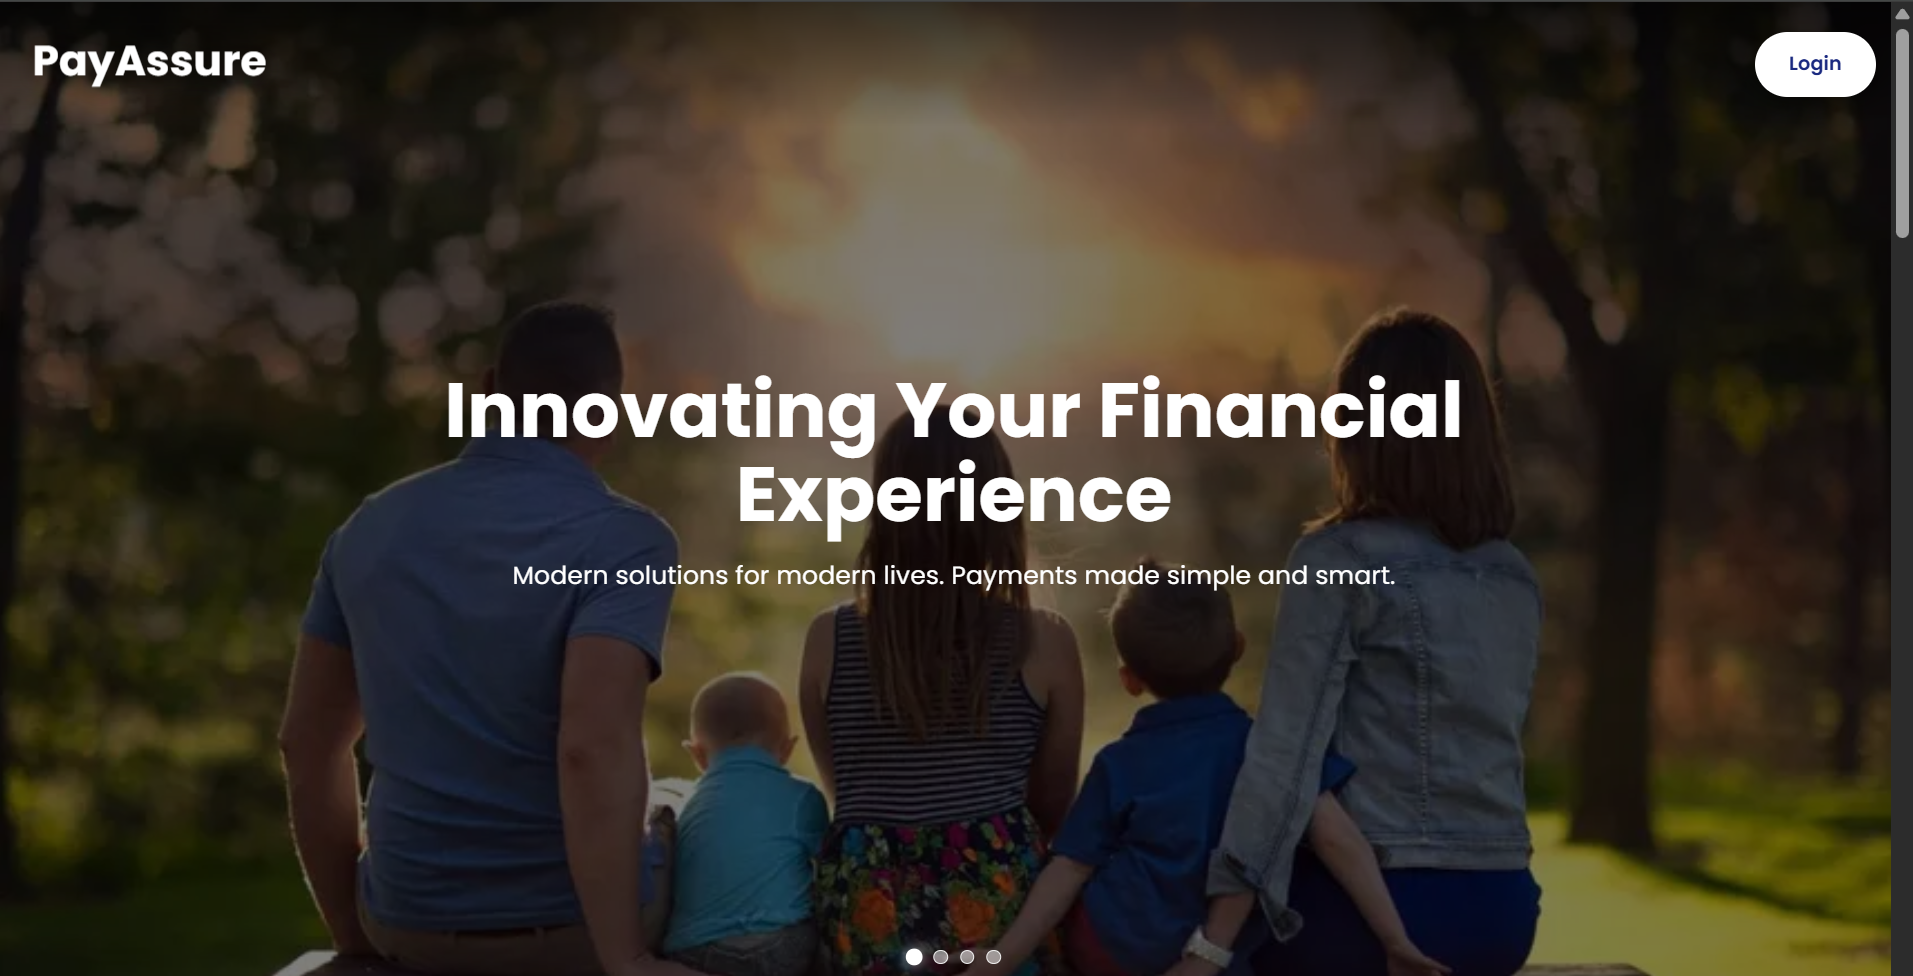 PayAssure
Login
Innovating Your Financial
Experience
Modern solutions for modern lives. Payments made simple and smart.